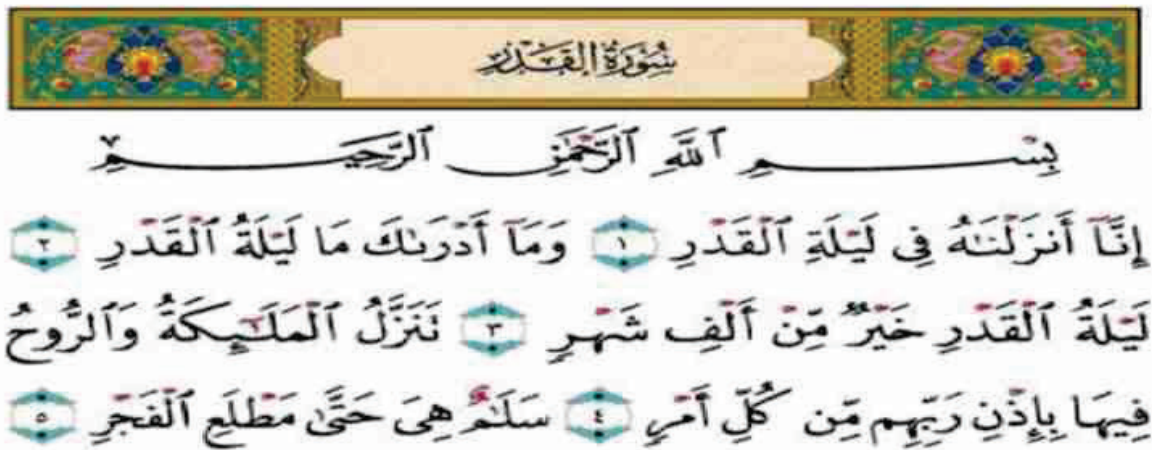 سُورَةُ القَدْرِ
بِسْمِ ٱللَّهِ ٱلرَّحْمَٰنِ ٱلرَّحِيمِ
إِنَّآ أَنزَلْنَٰهُ فِى لَيْلَةِ ٱلْقَدْرِ ١ وَمَآ أَدْرَىٰكَ مَا لَيْلَةُ ٱلْقَدْرِ ٢
لَيْلَةُ ٱلْقَدْرِ خَيْرٌ مِّنْ أَلْفِ شَهْرٍ ٣ تَنَزَّلُ ٱلْمَلَٰٓئِكَةُ وَٱلرُّوحُ
فِيهَا بِإِذْنِ رَبِّهِم مِّن كُلِّ أَمْرٍ ٤ سَلَٰمٌ هِىَ حَتَّىٰ مَطْلَعِ ٱلْفَجْرِ ٥